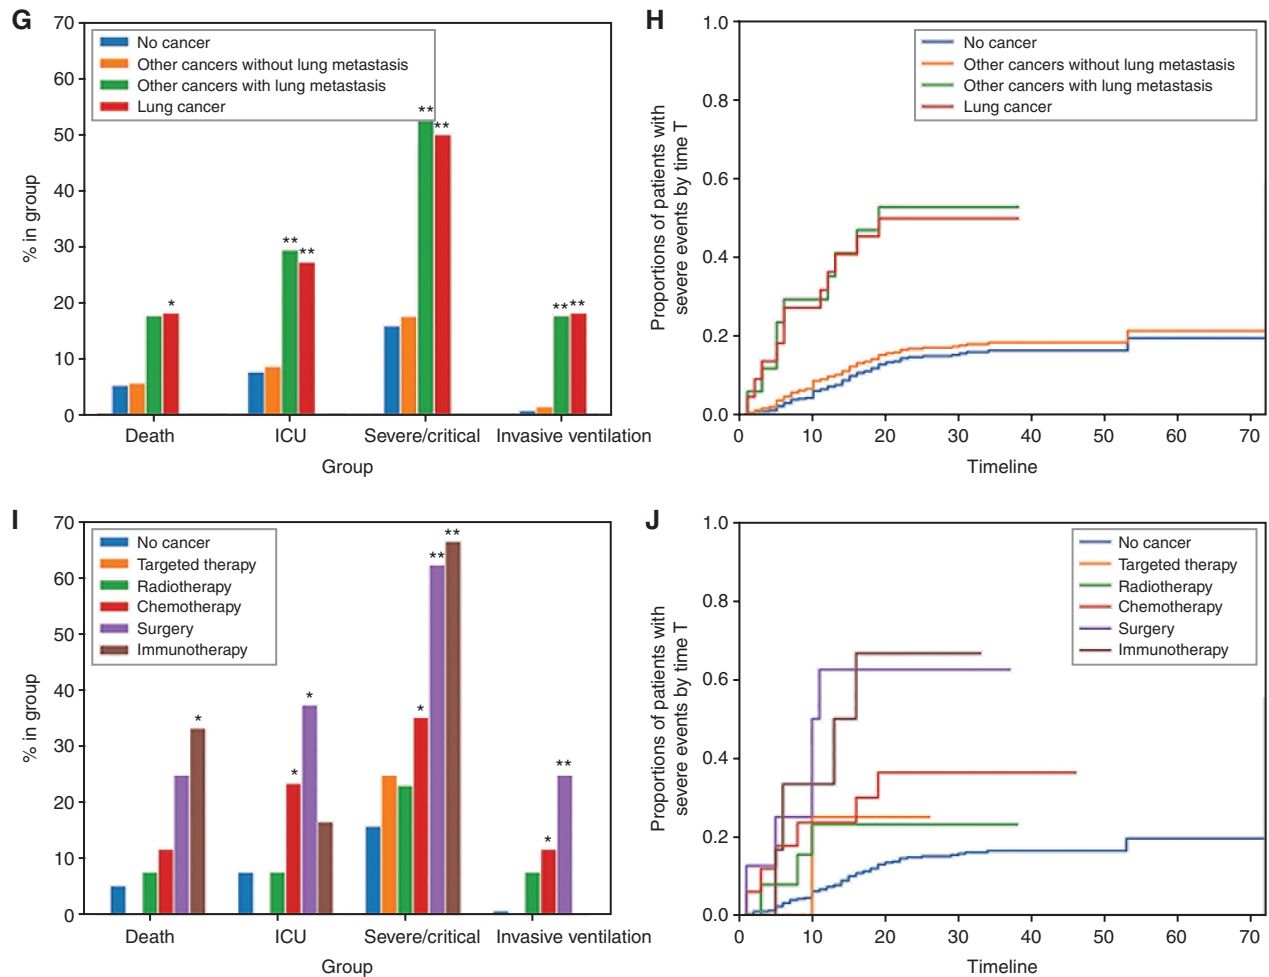 G
70
60
50
40
30
20
10
0
% in group
No cancer
Other cancers without lung metastasis
Other cancers with lung metastasis
Lung cancer
*
**
**
**
**
**
**
Death
ICU
Severe/critical
Invasive ventilation
Group
H
1.0
0.8
0.6
0.4
0.2
0.0
Proportions of patients with
severe events by time T
No cancer
Other cancers without lung metastasis
Other cancers with lung metastasis
Lung cancer
0 10 20 30 40 50 60 70
Timeline
I
70
60
50
40
30
20
10
0
% in group
No cancer
Targeted therapy
Radiotherapy
Chemotherapy
Surgery
Immunotherapy
*
*
*
*
**
**
*
**
Death
ICU
Severe/critical
Invasive ventilation
Group
J
1.0
0.8
0.6
0.4
0.2
0.0
Proportions of patients with
severe events by time T
No cancer
Targeted therapy
Radiotherapy
Chemotherapy
Surgery
Immunotherapy
0 10 20 30 40 50 60 70
Timeline